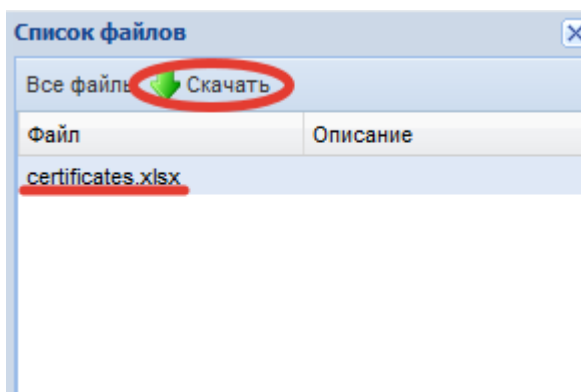 Список файлов
Все файлы Скачать
Файл Описание
certificates.xlsx